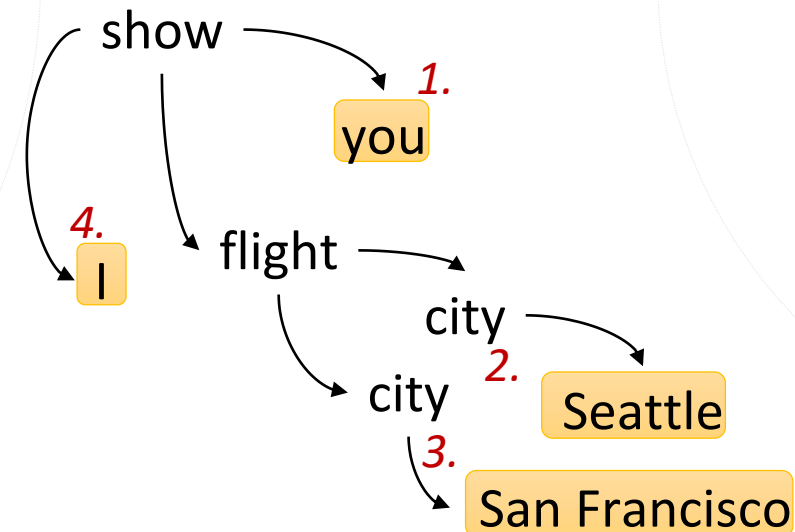 show
1.
you
4.
I
flight
city
2.
Seattle
city
3.
San Francisco